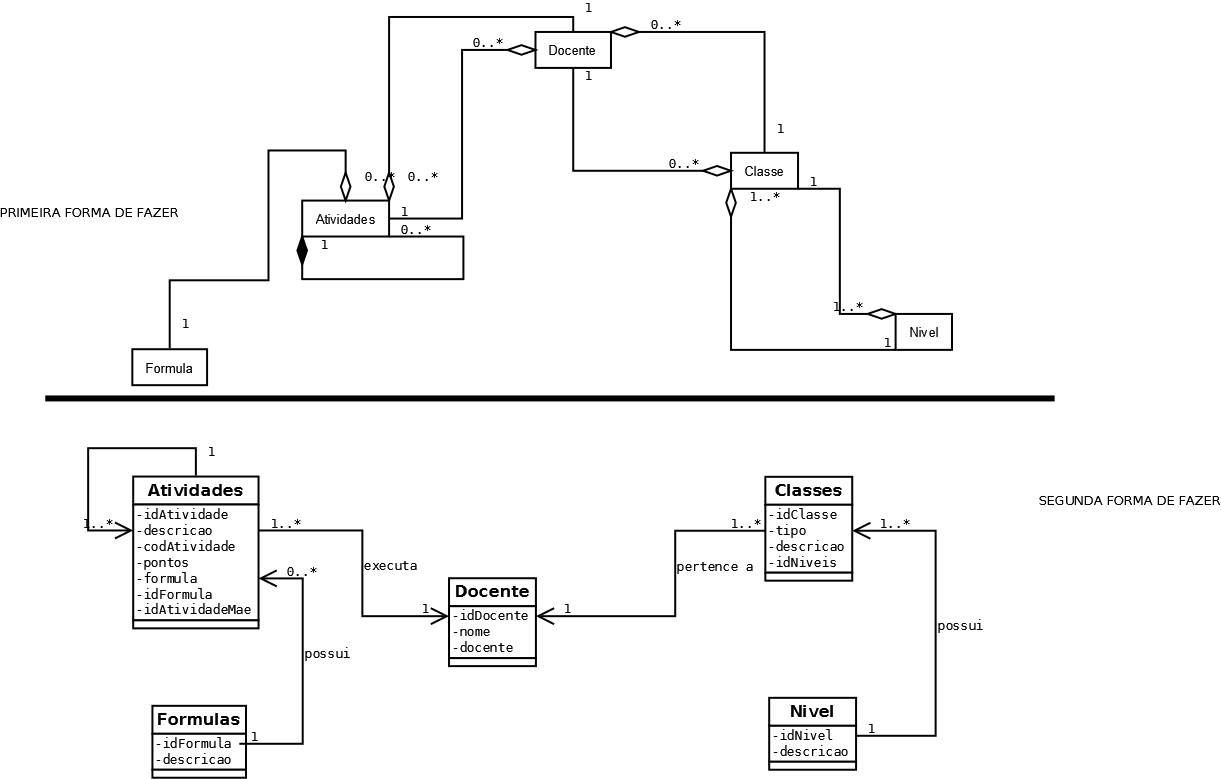 1
0..*
0..*
Docente
1
1
0..*
Classe
0..* 0..*
1
1..*
PRIMEIRA FORMA DE FAZER
1
Atividades
0..*
1
1..*
1
Nivel
1
Formula
1
Atividades
Classes
SEGUNDA FORMA DE FAZER
1..*
-idAtividade
-descricao
-codAtividade
-pontos
-formula
-idFormula
-idAtividadeMae
1..*
executa
0..*
1
Docente
-idDocente
-nome
-docente
1
pertence a
1..*
-idClasse
-tipo
-descricao
-idNiveis
1..*
possui
possui
Formulas
-idFormula
-descricao
1
Nivel
-idNivel
-descricao
1